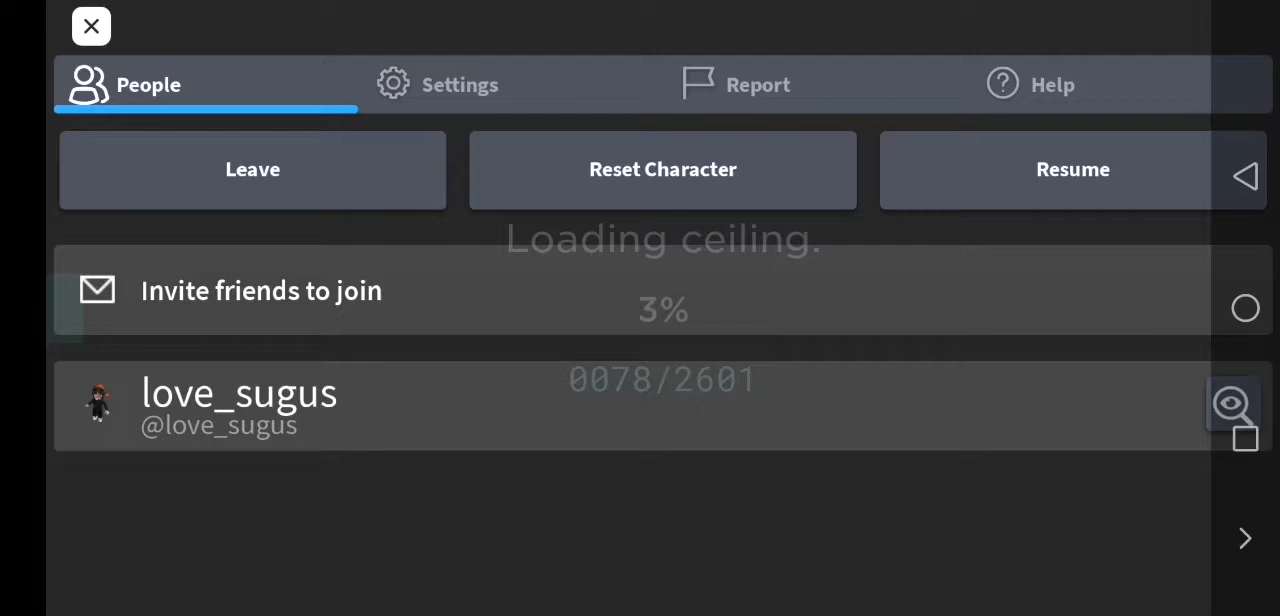 People
Settings
Report
Help
Leave
Reset Character
Resume
Loading ceiling.
Invite friends to join
3%
love_sugus
0078/2601
@love_sugus